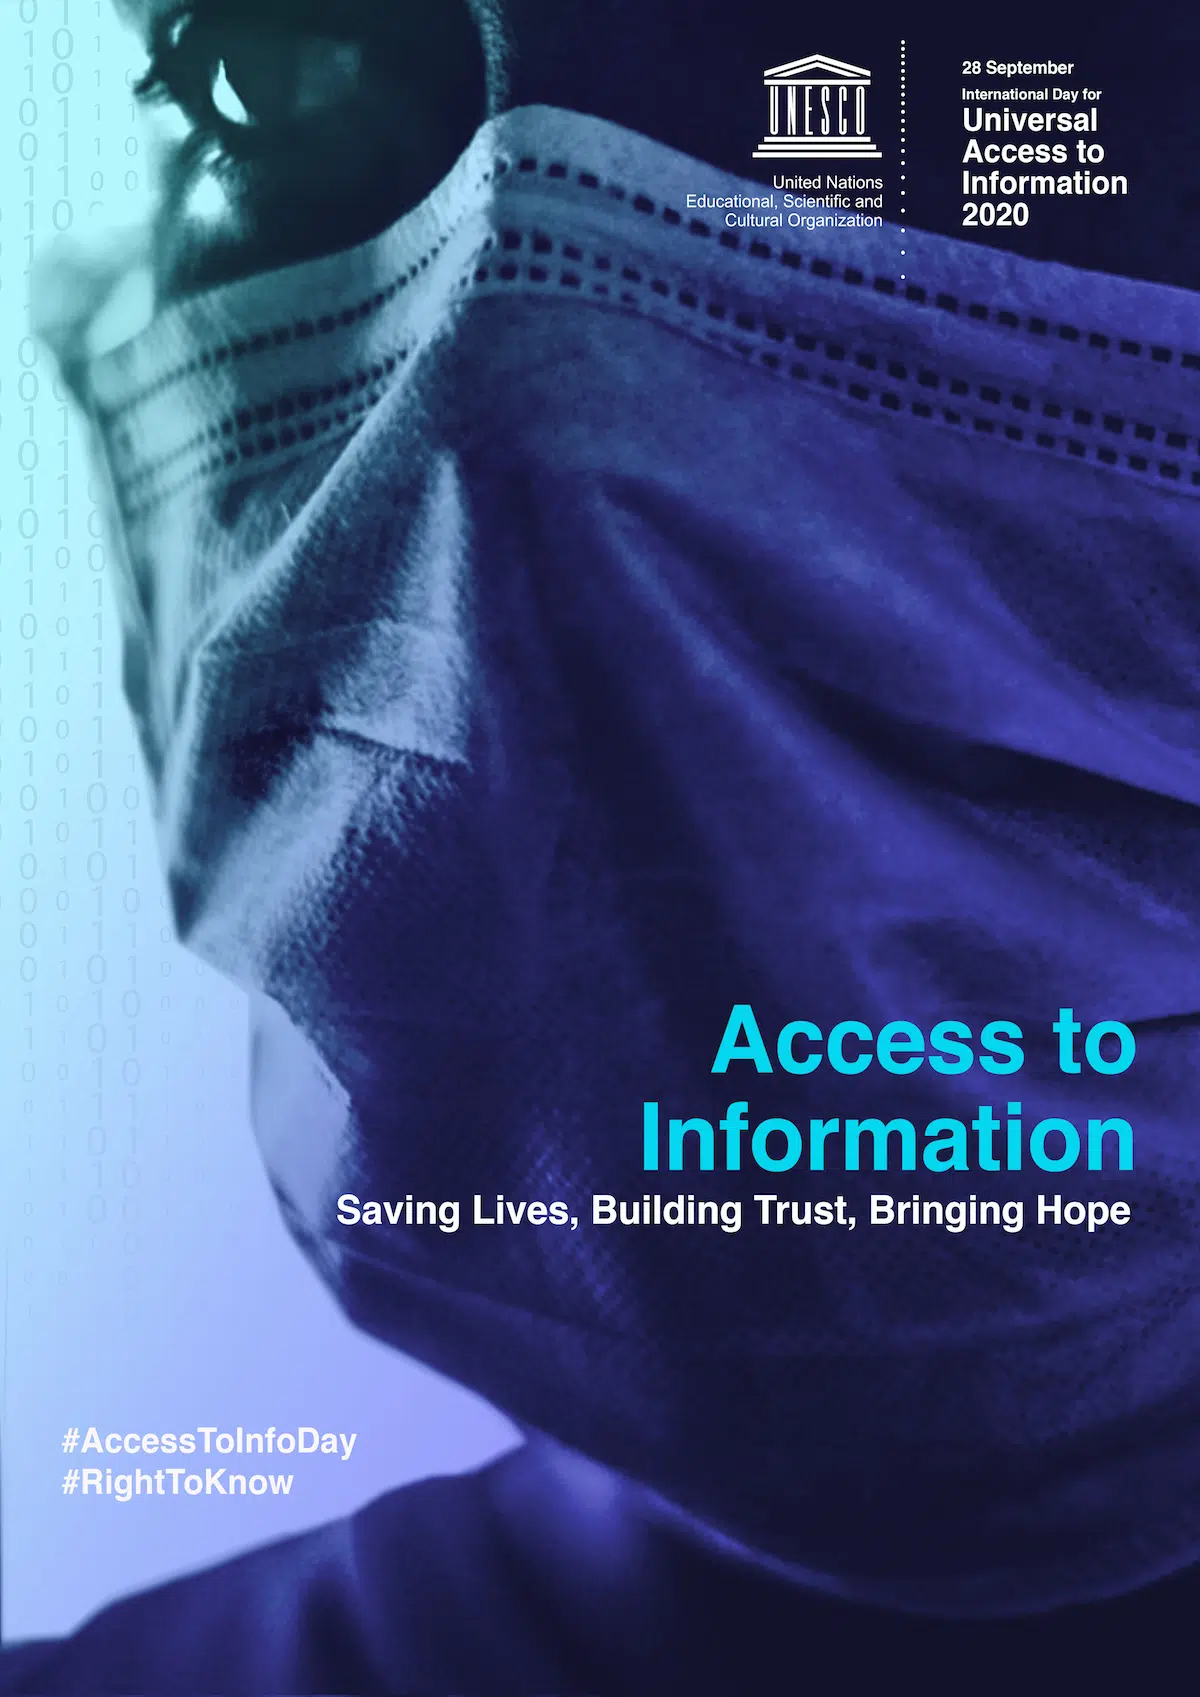 UNESCO
United Nations
Educational, Scientific and
Cultural Organization
28 September
International Day for
Universal
Access to
Information
2020
Access to
Information
Saving Lives, Building Trust, Bringing Hope
#AccessToInfoDay
#RightToKnow